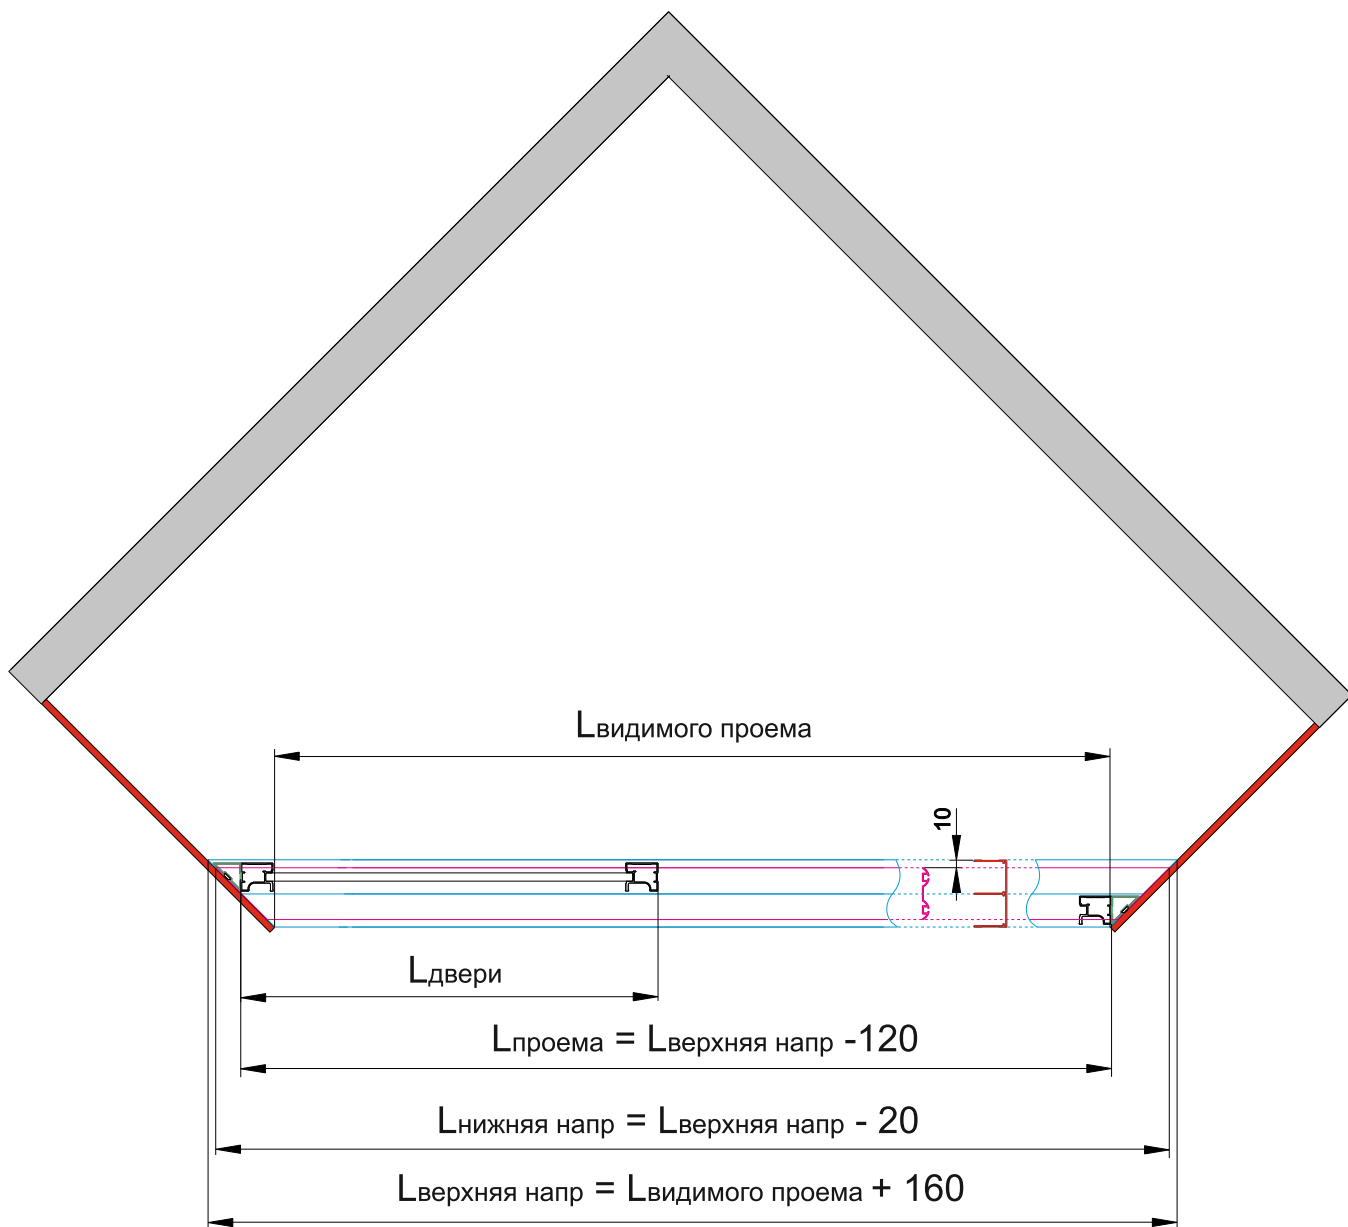 Lвидимого проема
10
Lдвери
Lпроема = Lверхняя напр -120
Lнижняя напр = Lверхняя напр - 20
Lверхняя напр = Lвидимого проема + 160